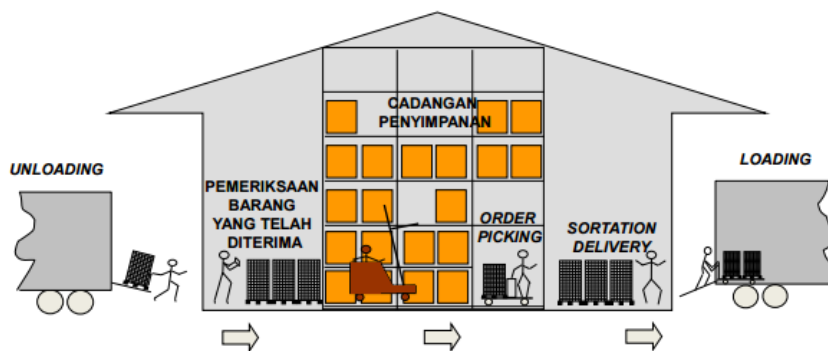 UNLOADING
PEMERIKSAAN
BARANG
YANG TELAH
DITERIMA
CADANGAN
PENYIMPANAN
ORDER
PICKING
SORTATION
DELIVERY
LOADING